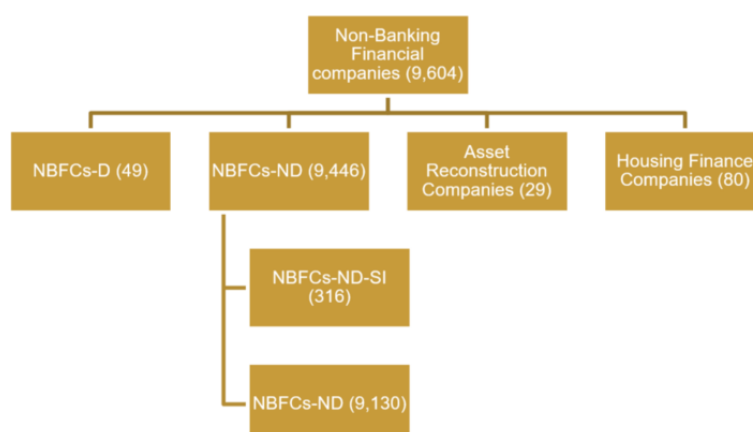 Non-Banking
Financial
companies (9,604)
NBFCs-D (49)
NBFCs-ND (9,446)
Asset
Reconstruction
Companies (29)
Housing Finance
Companies (80)
NBFCs-ND-SI
(316)
NBFCs-ND (9,130)